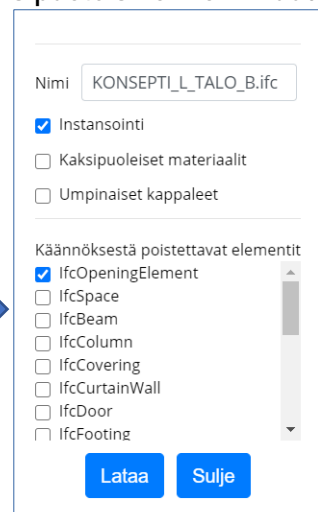 Nimi KONSEPTI_L_TALO_B.ifc
Instansointi
Kaksipuoleiset materiaalit
Umpinaiset kappaleet
Käännöksestä poistettavat elementit
IfcOpeningElement
IfcSpace
IfcBeam
IfcColumn
IfcCovering
IfcCurtainWall
IfcDoor
IfcFooting
Lataa Sulje